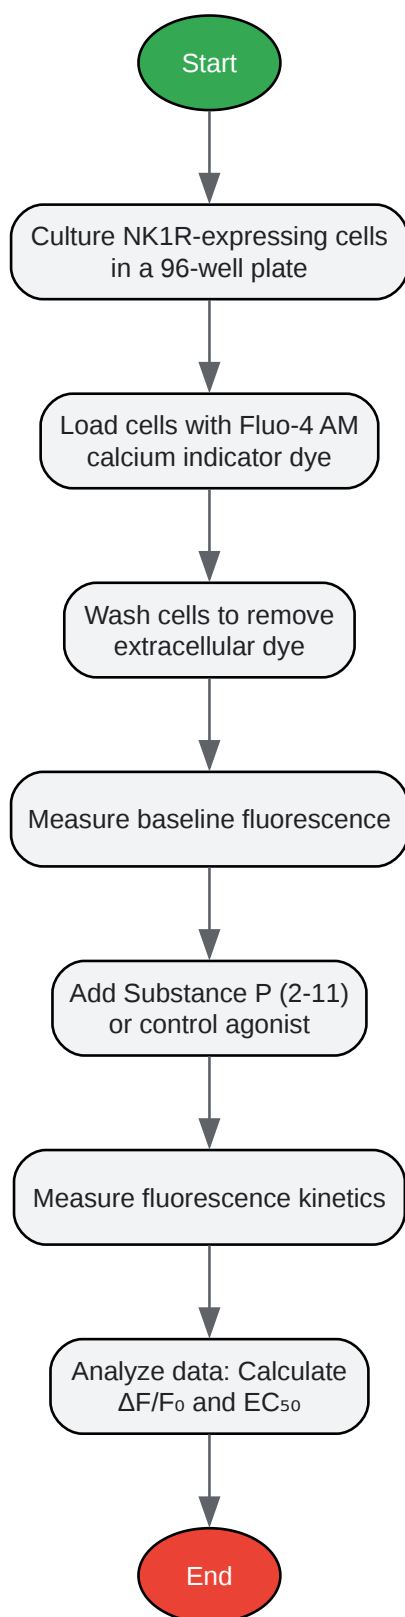 Start
Culture NK1R-expressing cells
in a 96-well plate
Load cells with Fluo-4 AM
calcium indicator dye
Wash cells to remove
extracellular dye
Measure baseline fluorescence
Add Substance P (2-11)
or control agonist
Measure fluorescence kinetics
Analyze data: Calculate
ΔF/F₀ and EC₅₀
End